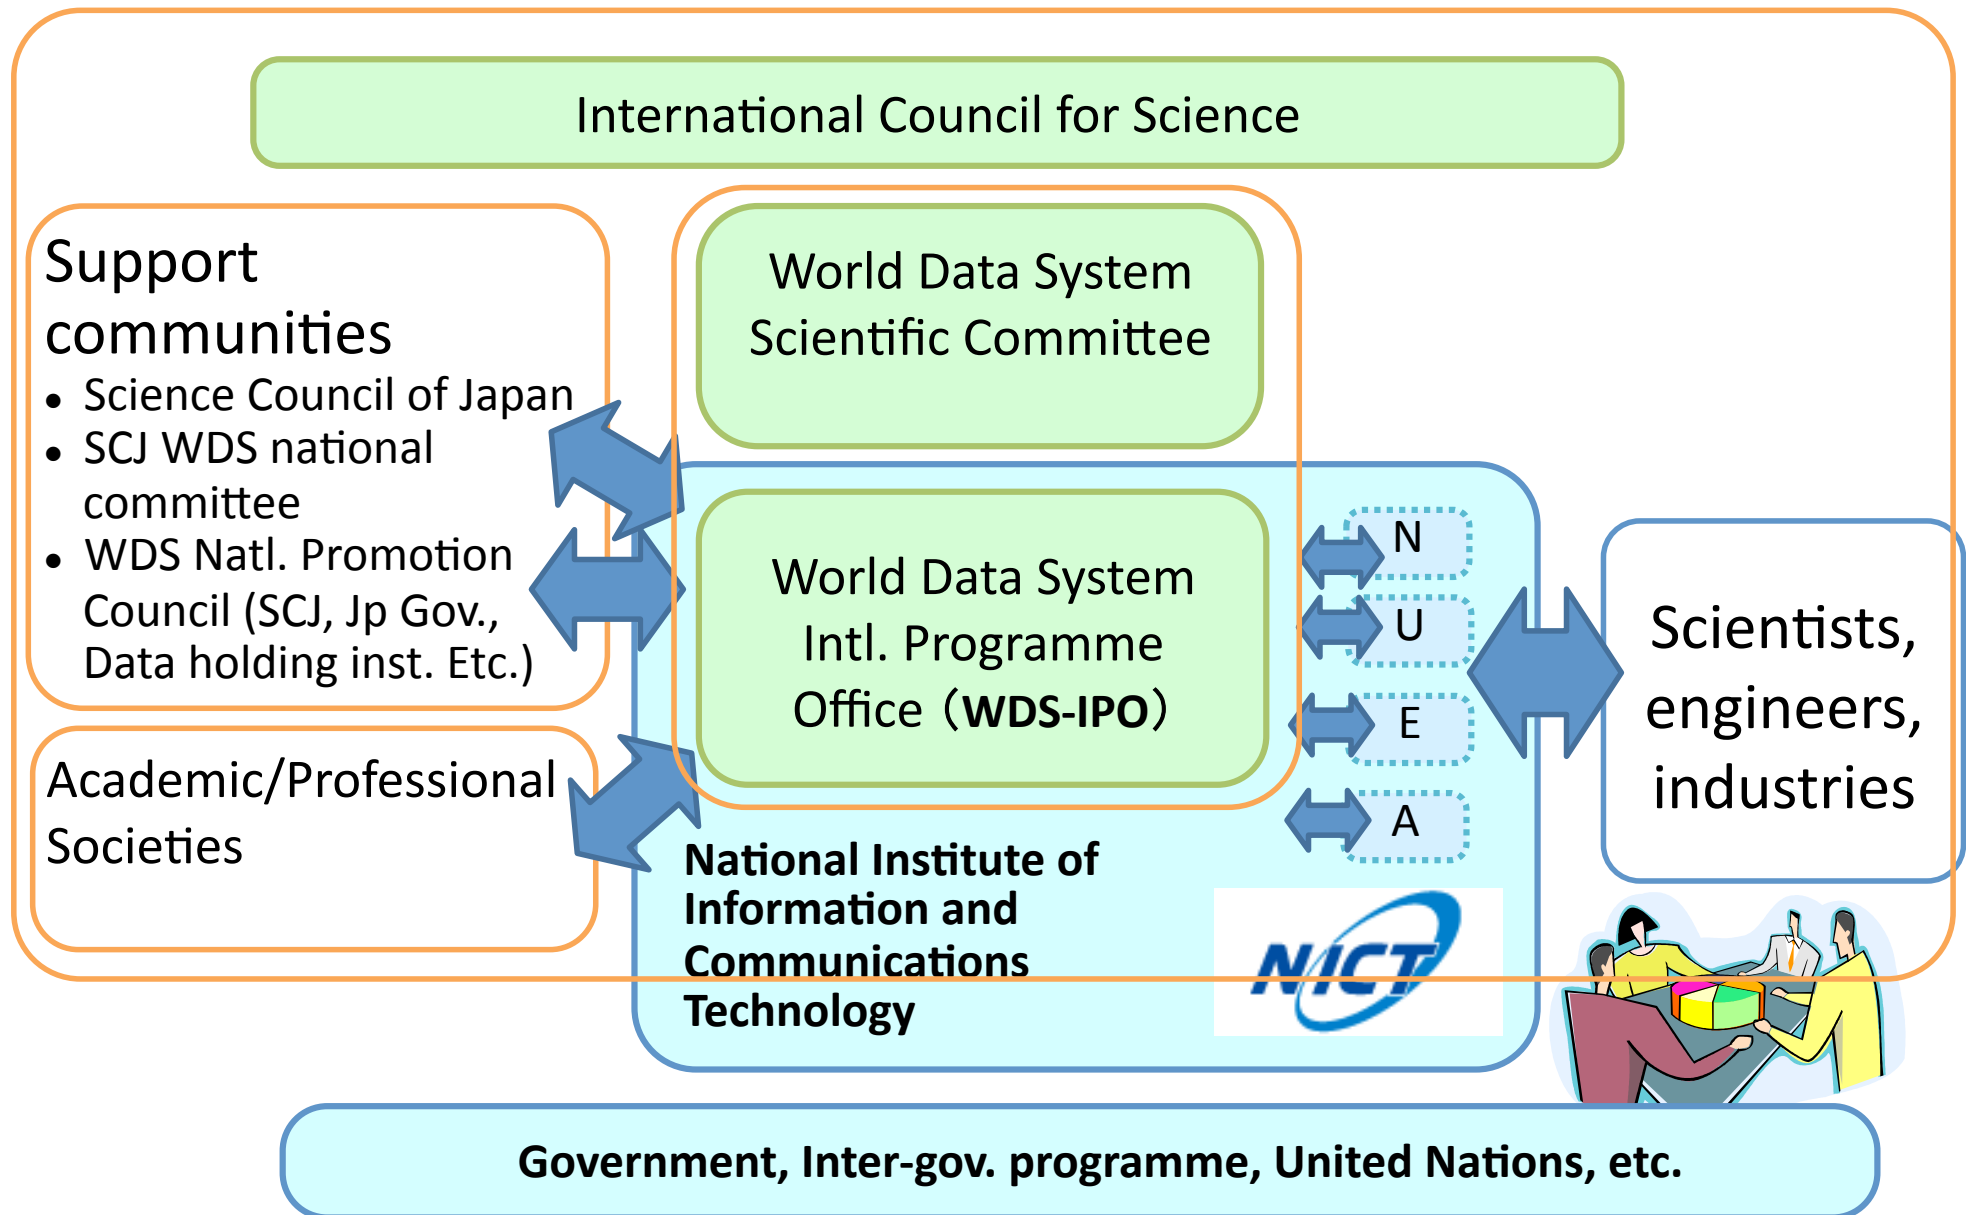 International Council for Science
Support
communities
• Science Council of Japan
• SCJ WDS national
committee
• WDS Natl. Promotion
Council (SCJ, Jp Gov.,
Data holding inst. Etc.)
Academic/Professional
Societies
World Data System
Scientific Committee
World Data System
Intl. Programme
Office（WDS-IPO）
N
U
E
A
National Institute of
Information and
Communications
Technology
NICT
Scientists,
engineers,
industries
Government, Inter-gov. programme, United Nations, etc.